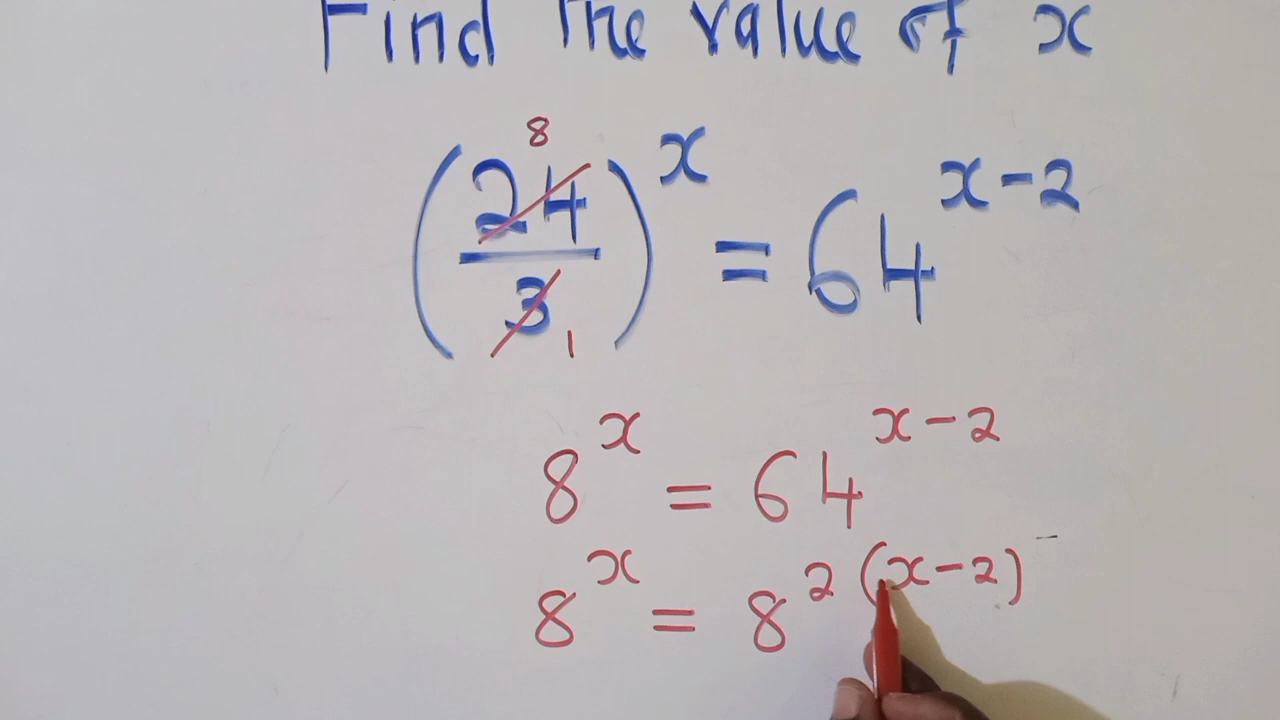 Find the value of x
(24/3)^x = 64^(x-2)
8
1
8^x = 64^(x-2)
8^x = 8^2(x-2)